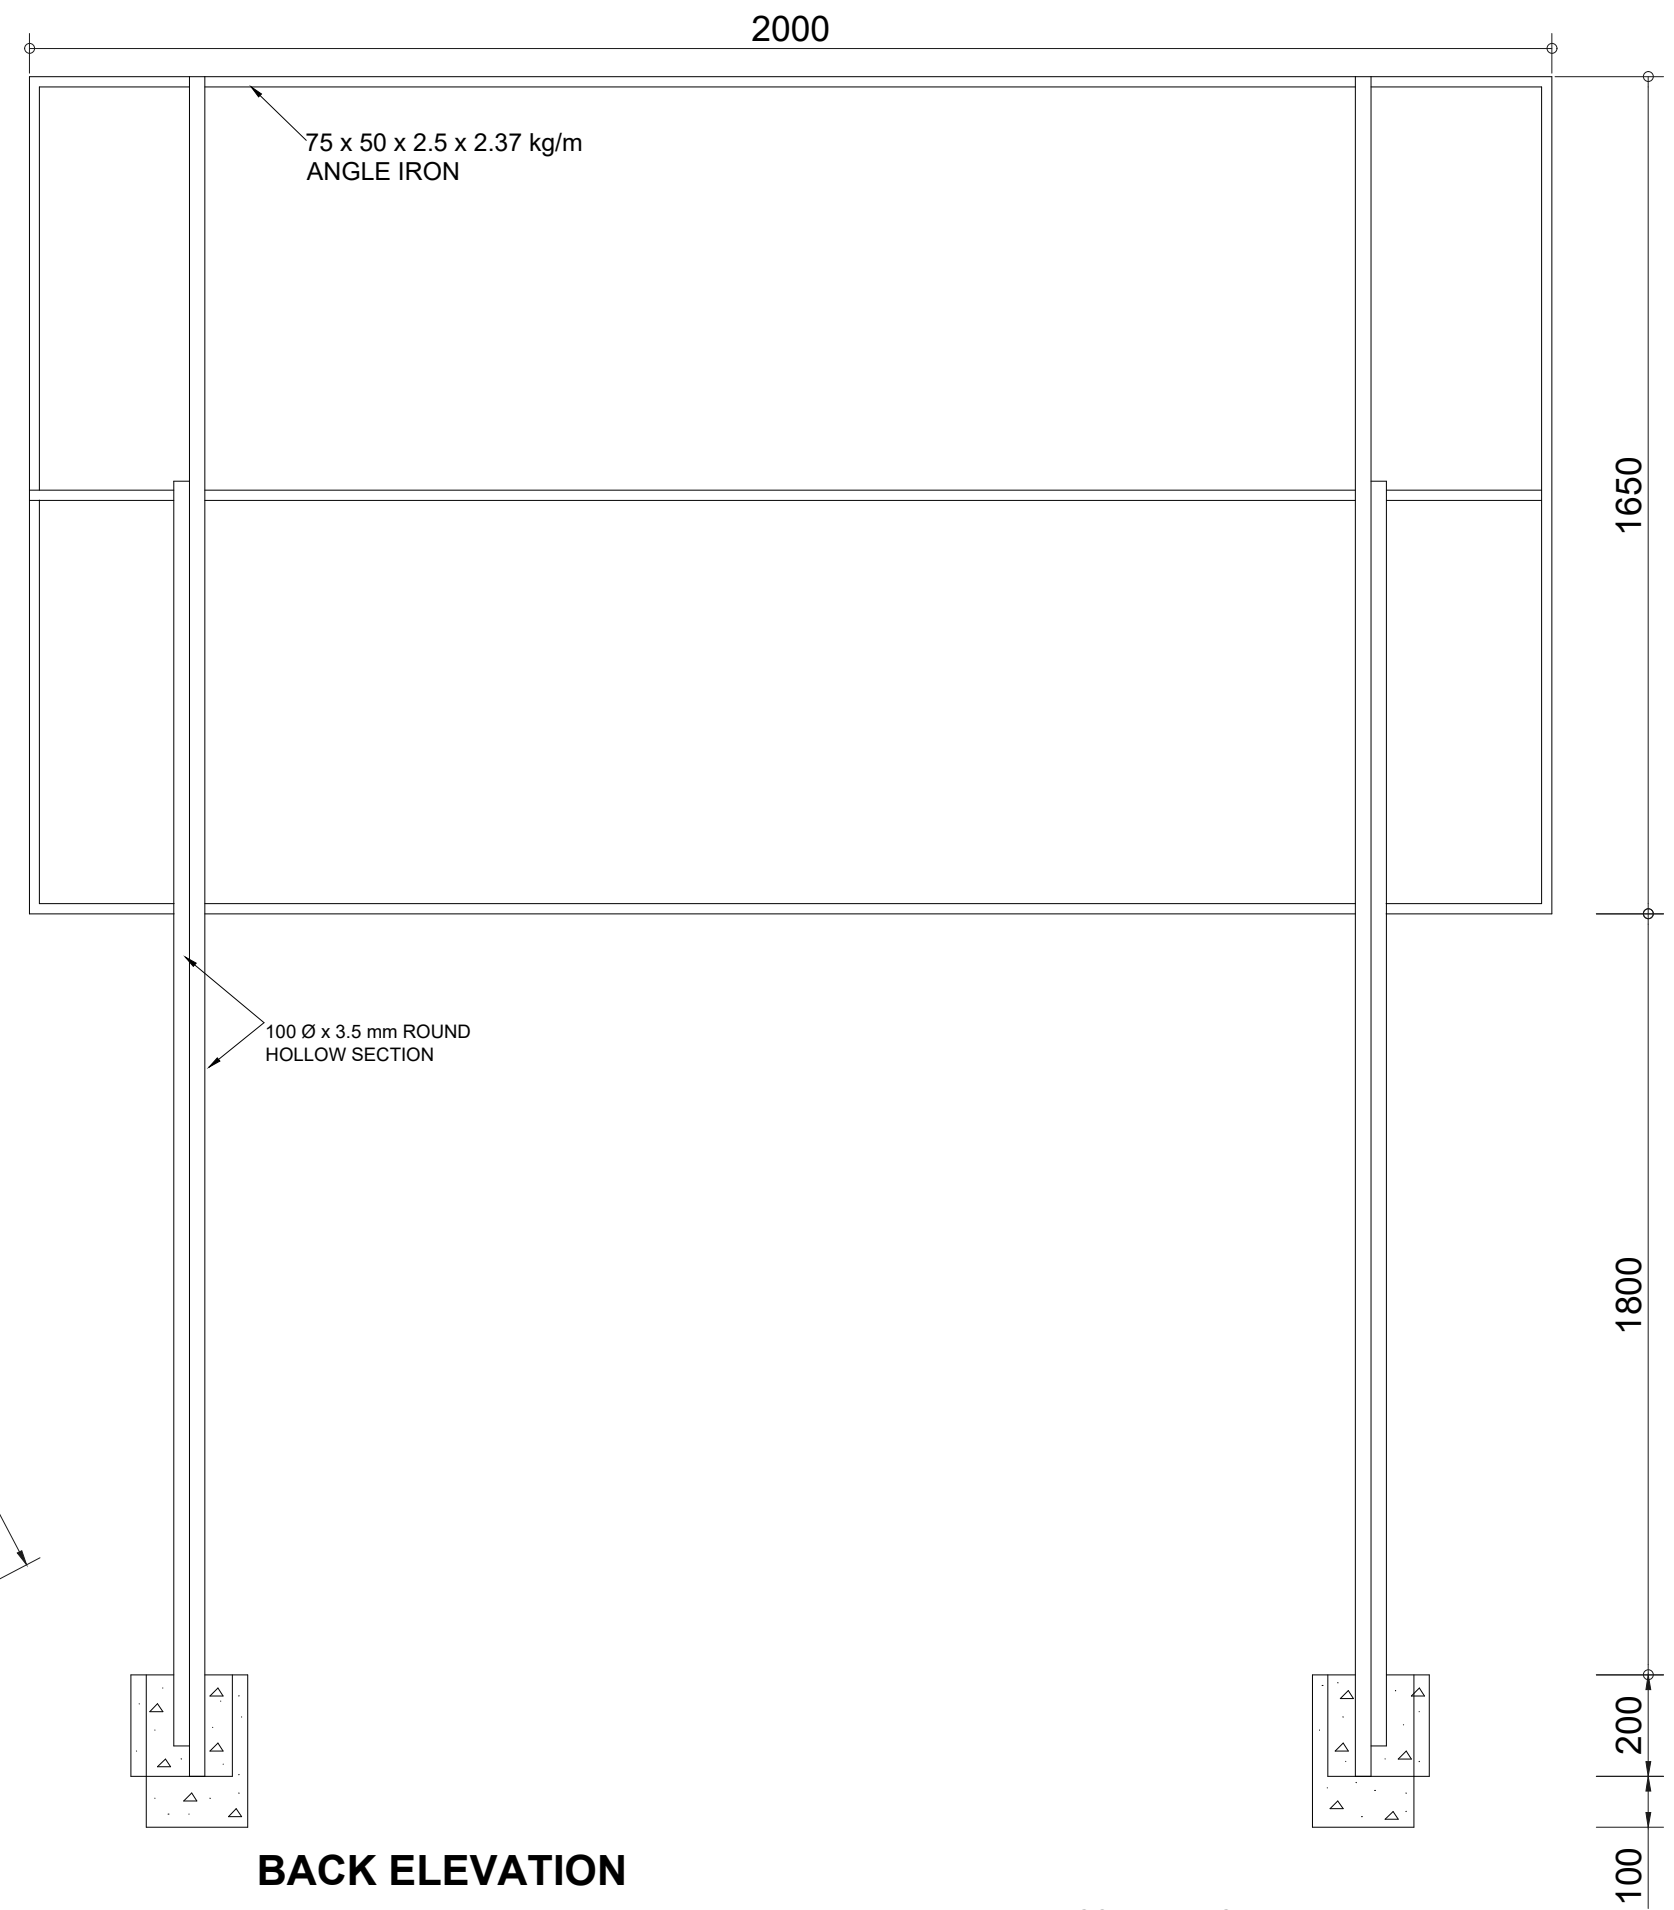 2000
75 x 50 x 2.5 x 2.37 kg/m
ANGLE IRON
1650
100 Ø x 3.5 mm ROUND
HOLLOW SECTION
1800
200
100
BACK ELEVATION